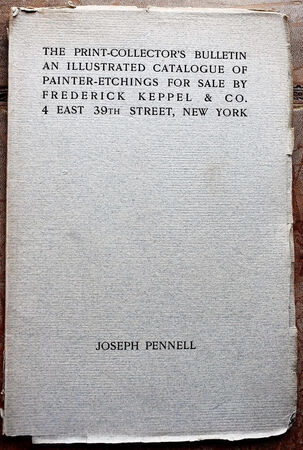 THE PRINT-COLLECTOR'S BULLETIN
AN ILLUSTRATED CATALOGUE OF
PAINTER-ETCHINGS FOR SALE BY
FREDERICK KEPPEL & CO.
4 EAST 39TH STREET, NEW YORK
JOSEPH PENNELL